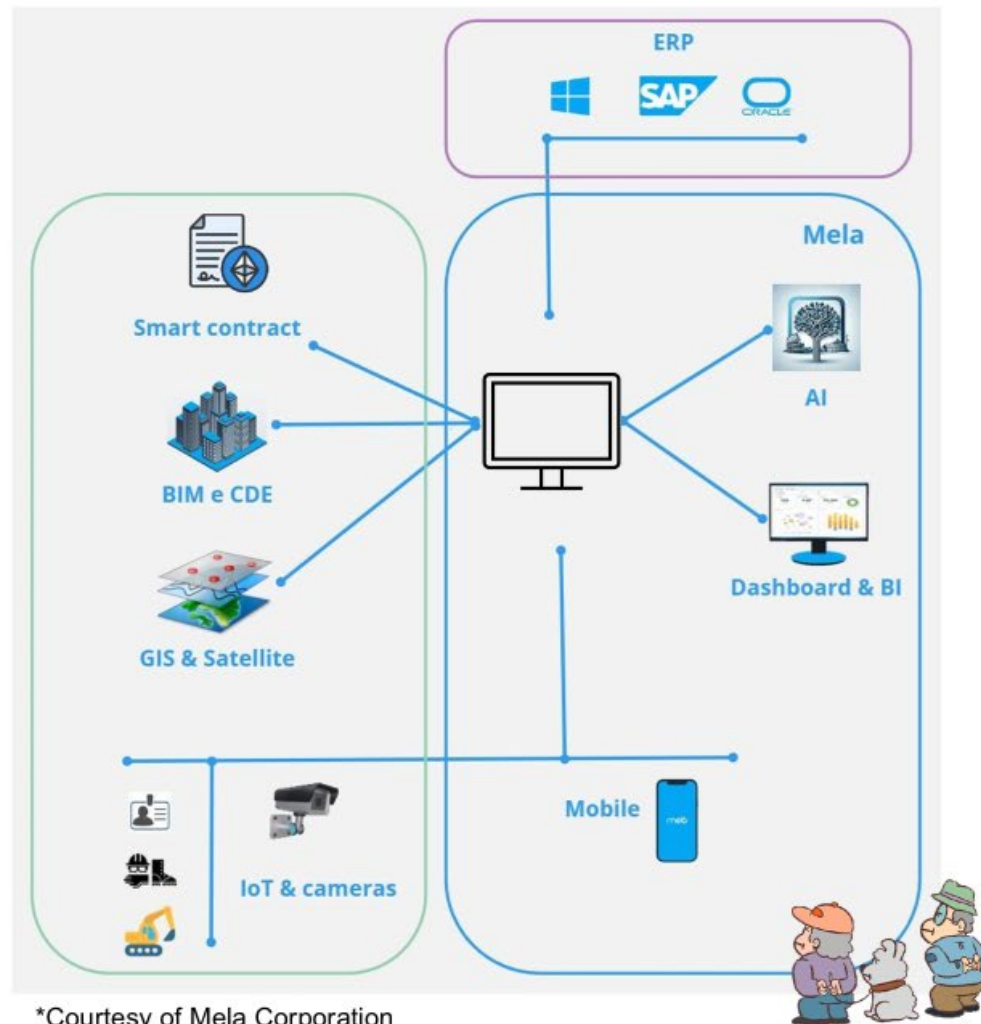 ERP
SAP
ORACLE
Mela
Smart contract
AI
BIM e CDE
Dashboard & BI
GIS & Satellite
Mobile
mela
IoT & cameras
*Courtesy of Mela Corporation